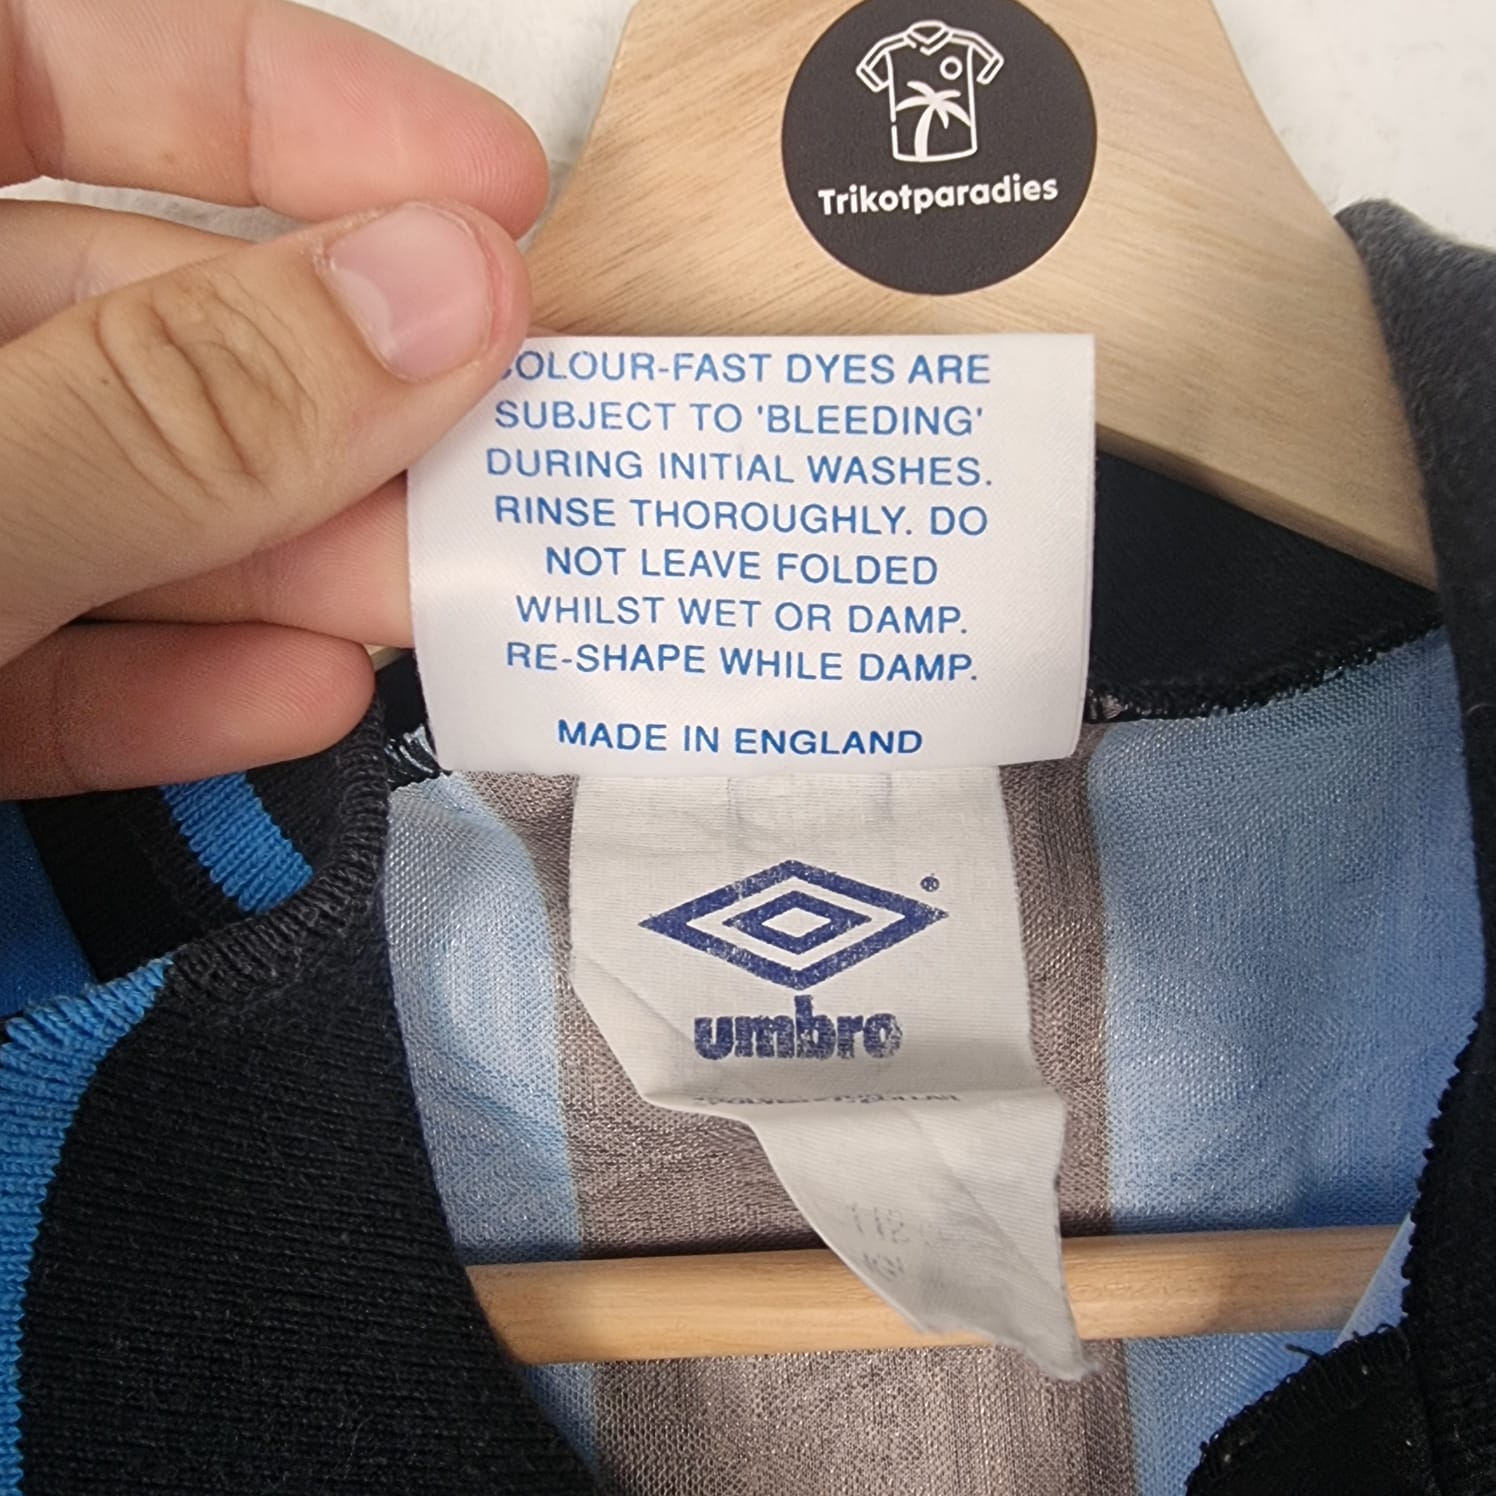 Trikotparadies
OLOUR-FAST DYES ARE
SUBJECT TO 'BLEEDING'
DURING INITIAL WASHES.
RINSE THOROUGHLY. DO
NOT LEAVE FOLDED
WHILST WET OR DAMP.
RE-SHAPE WHILE DAMP.
MADE IN ENGLAND
®
umbro